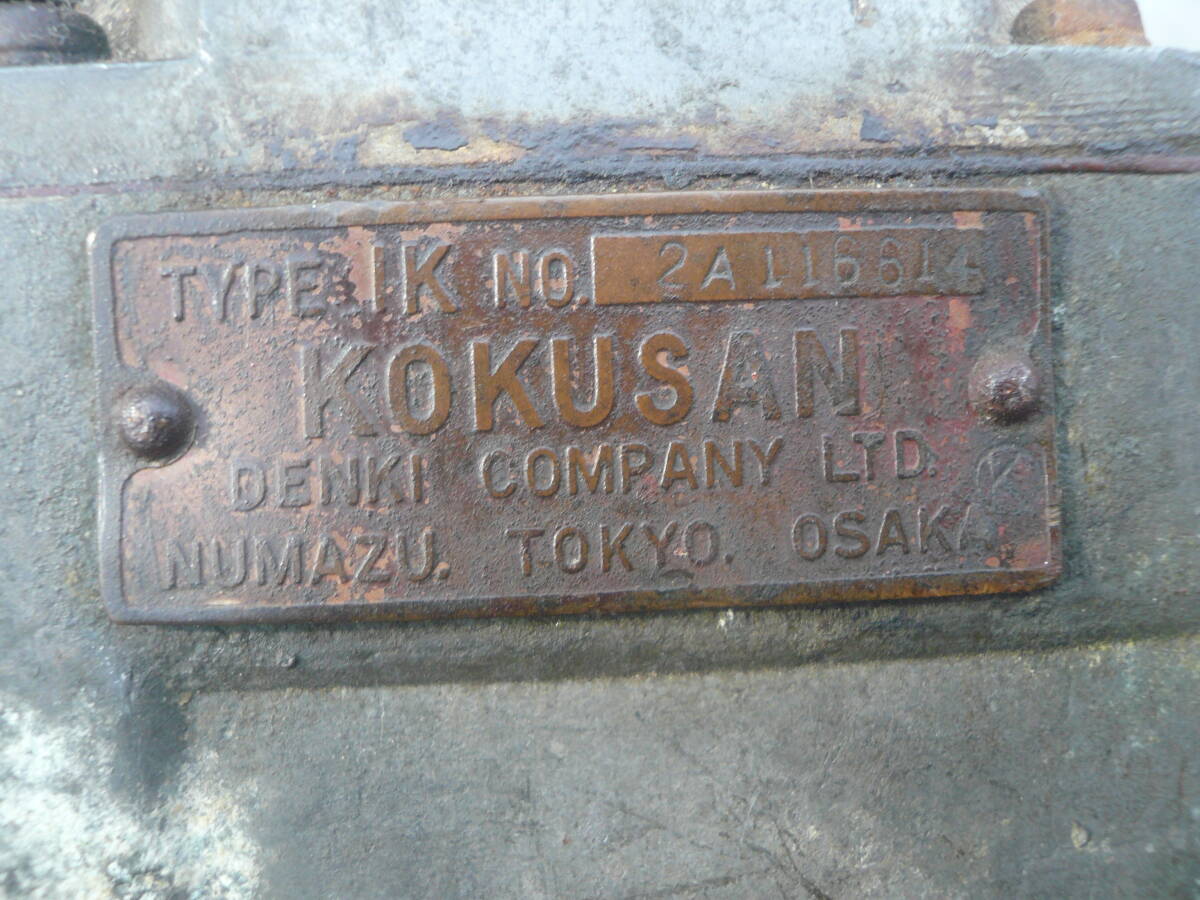 TYPE IK NO. 2A116614
KOKUSAN
DENKI COMPANY LTD.
NUMAZU. TOKYO. OSAKA